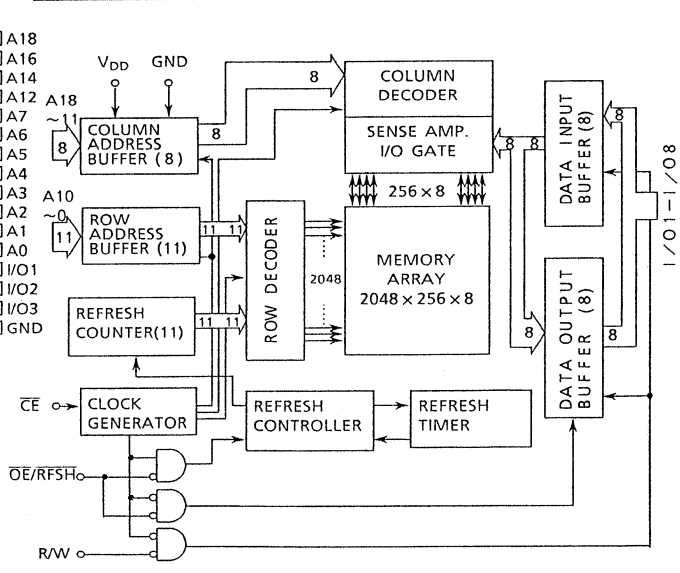 A18
A16
A14
A12
A7
A6
A5
A4
A3
A2
A1
A0
I/O1
I/O2
I/O3
GND
VDD
GND
A18
~11
8
COLUMN
ADDRESS
BUFFER (8)
8
8
COLUMN
DECODER
SENSE AMP.
I/O GATE
8
8
DATA INPUT
BUFFER (8)
8
I/O1-I/O8
A10
~0
11
ROW
ADDRESS
BUFFER (11)
11
11
ROW DECODER
2048
256 × 8
MEMORY
ARRAY
2048 × 256 × 8
REFRESH
COUNTER(11)
11
11
8
DATA OUTPUT
BUFFER (8)
8
CE
CLOCK
GENERATOR
REFRESH
CONTROLLER
REFRESH
TIMER
OE/RFSH
R/W